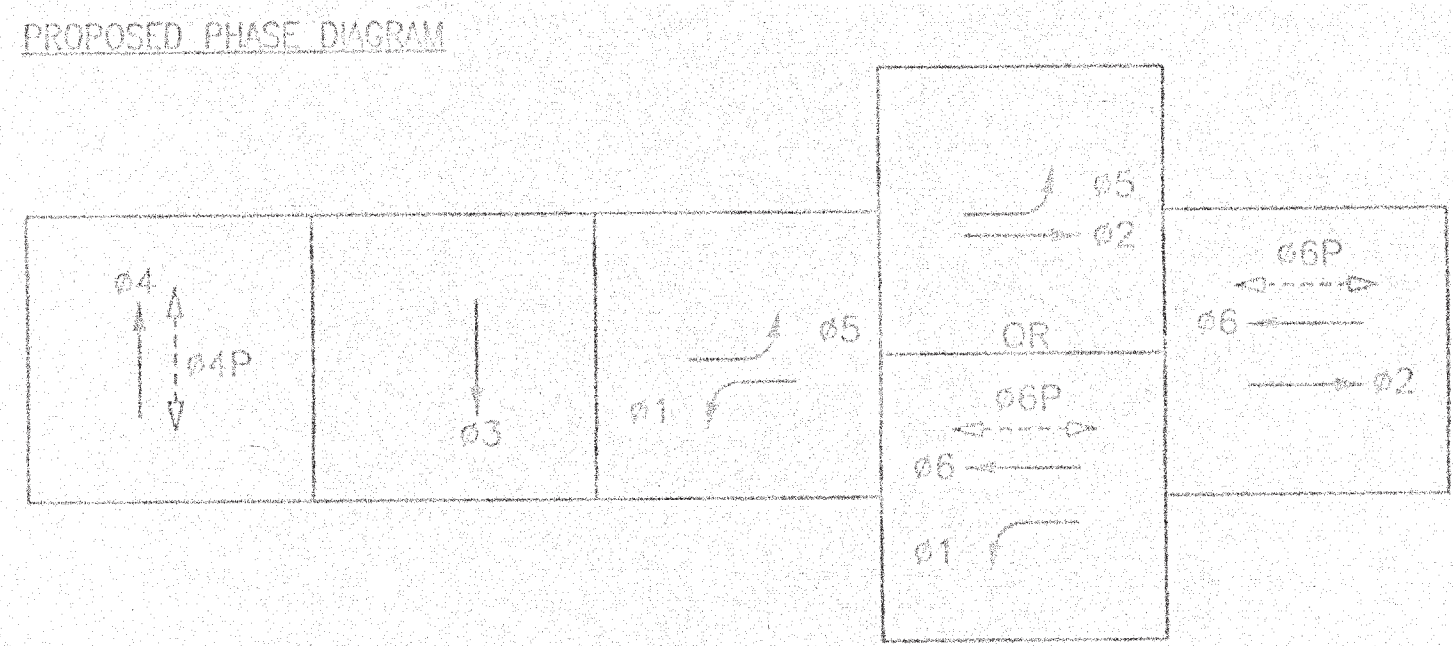 PROPOSED PHASE DIAGRAM
ø4
ø4P
ø3
ø5
ø1
ø5
ø2
OR
ø6P
ø6
ø1
ø6P
ø6
ø2